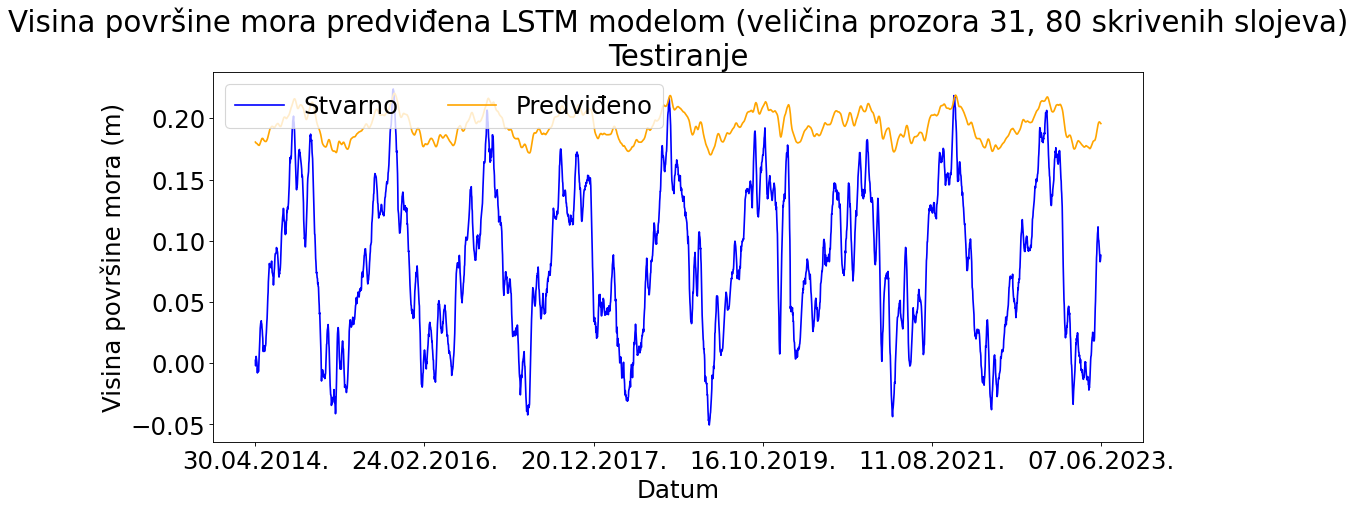 Visina površine mora predviđena LSTM modelom (veličina prozora 31, 80 skrivenih slojeva)
Testiranje
Stvarno Predviđeno
Visina površine mora (m)
0.20
0.15
0.10
0.05
0.00
−0.05
30.04.2014. 24.02.2016. 20.12.2017. 16.10.2019. 11.08.2021. 07.06.2023.
Datum